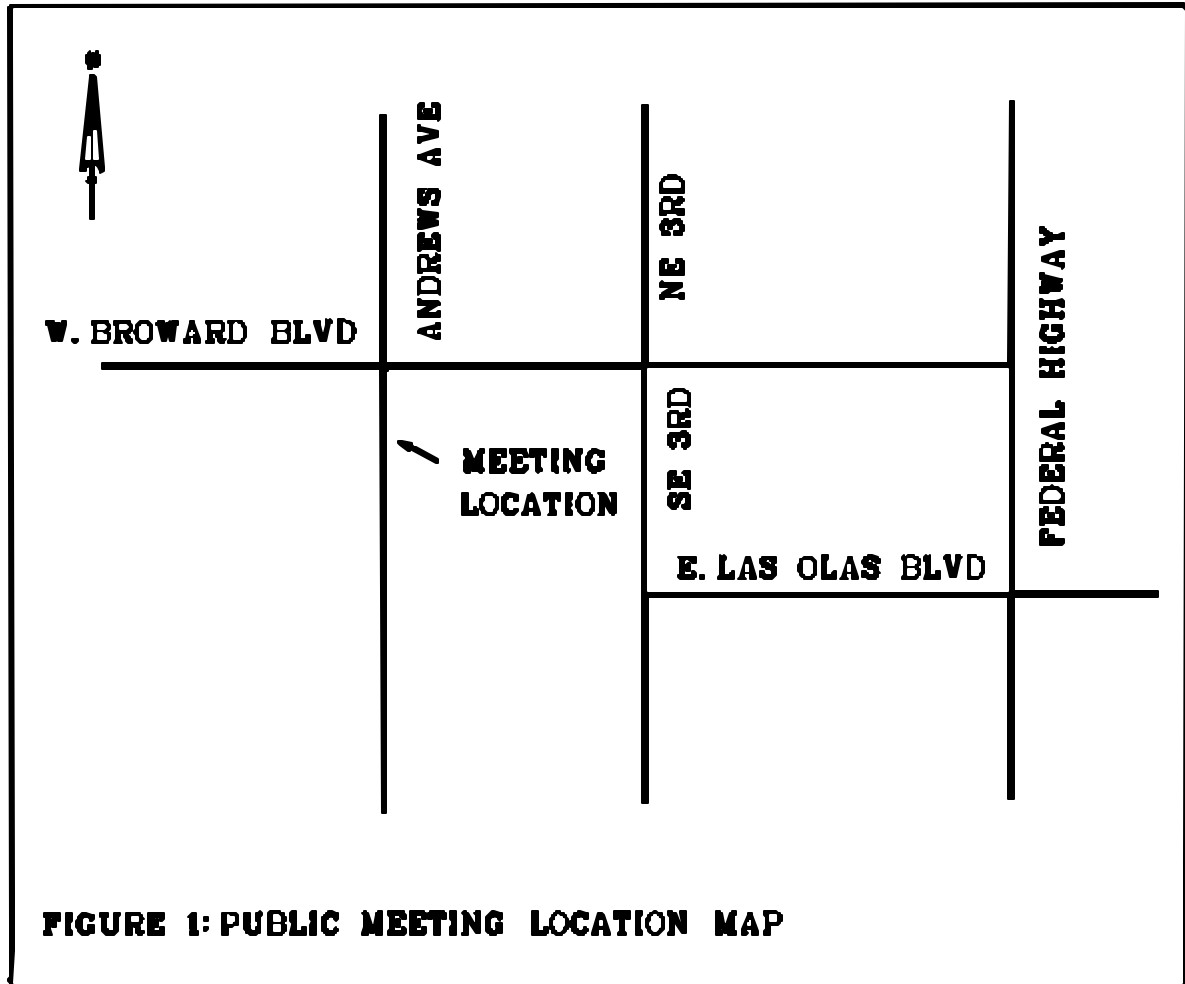 ANDREWS AVE
NE 3RD
FEDERAL HIGHWAY
W. BROWARD BLVD
SE 3RD
MEETING
LOCATION
E. LAS OLAS BLVD
FIGURE 1: PUBLIC MEETING LOCATION MAP